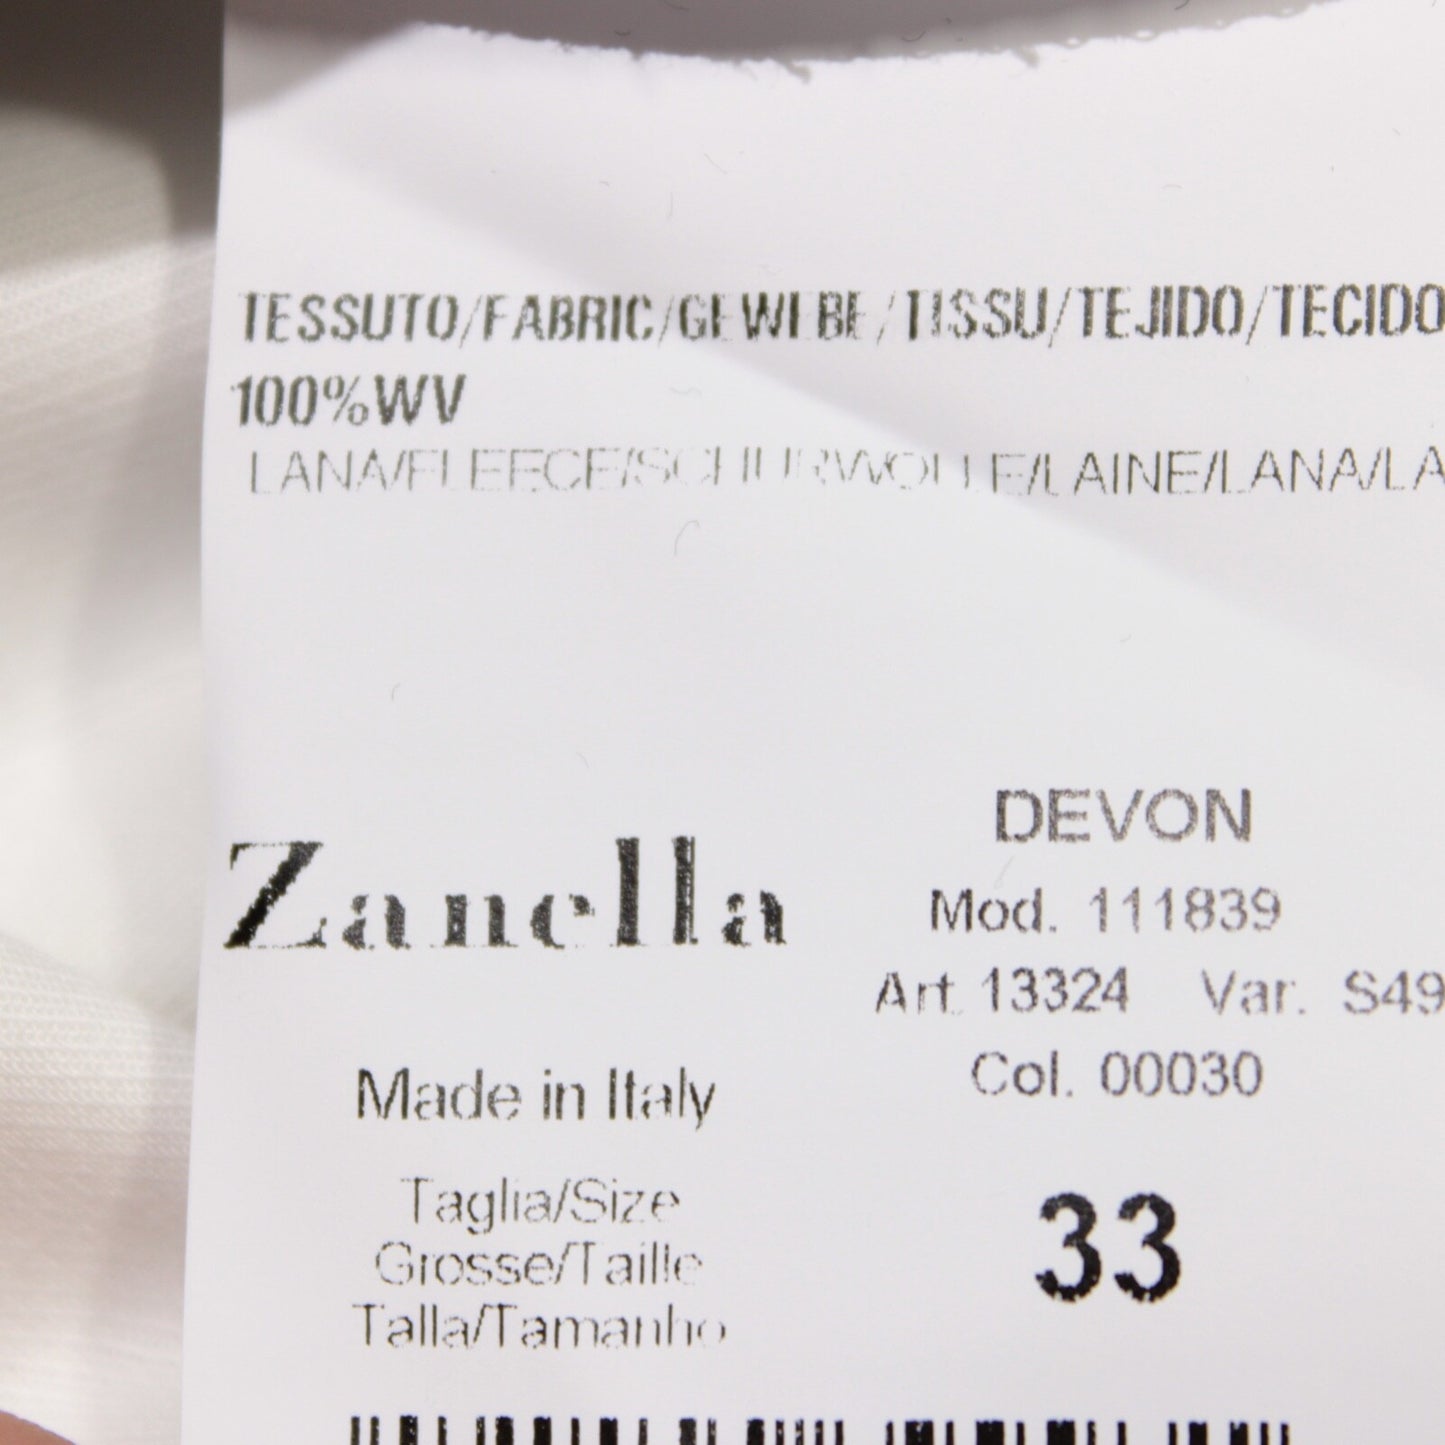 TESSUTO/FABRIC/GEWEBE/TISSU/TEJIDO/TECIDO
100%WV
LANA/FLEECE/SCHURWOLLE/LAINE/LANA/LA
Zanella
DEVON
Mod. 111839
Art. 13324 Var. S49
Col. 00030
Made in Italy
Taglia/Size
Grosse/Taille
Talla/Tamanho
33